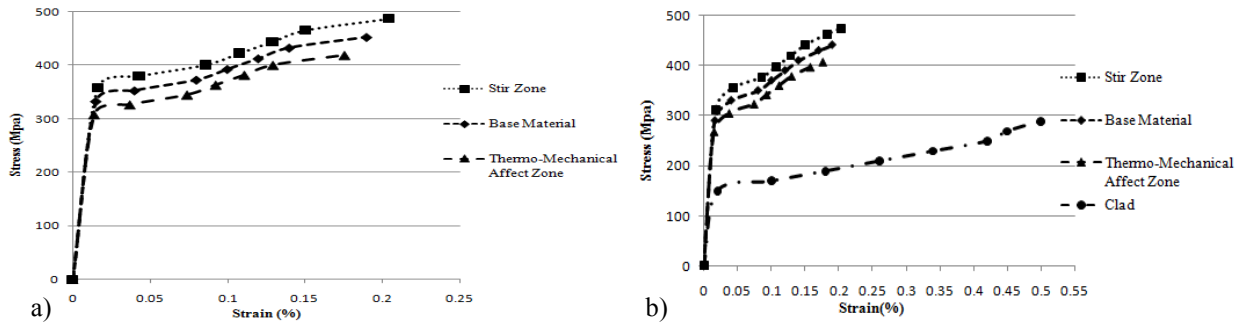 500
400
300
200
100
0
Stress (Mpa)
0
0.05
0.1
0.15
0.2
0.25
Strain (%)
Stir Zone
Base Material
Thermo-Mechanical
Affect Zone
a)
500
400
300
200
100
0
Stress (Mpa)
0
0.05
0.1
0.15
0.2
0.25
0.3
0.35
0.4
0.45
0.5
0.55
Strain(%)
Stir Zone
Base Material
Thermo-Mechanical
Affect Zone
Clad
b)